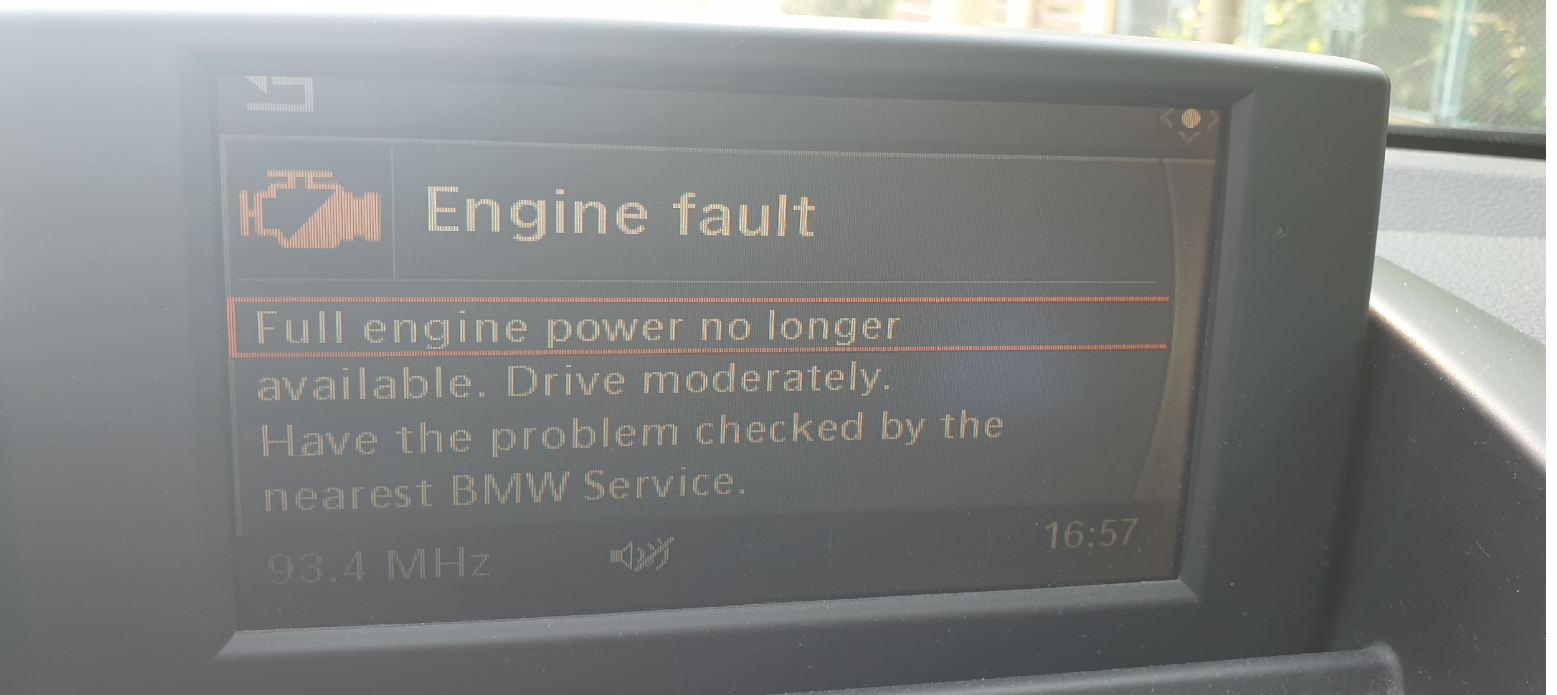 Engine fault
Full engine power no longer
available. Drive moderately.
Have the problem checked by the
nearest BMW Service.
93.4 MHz
16:57